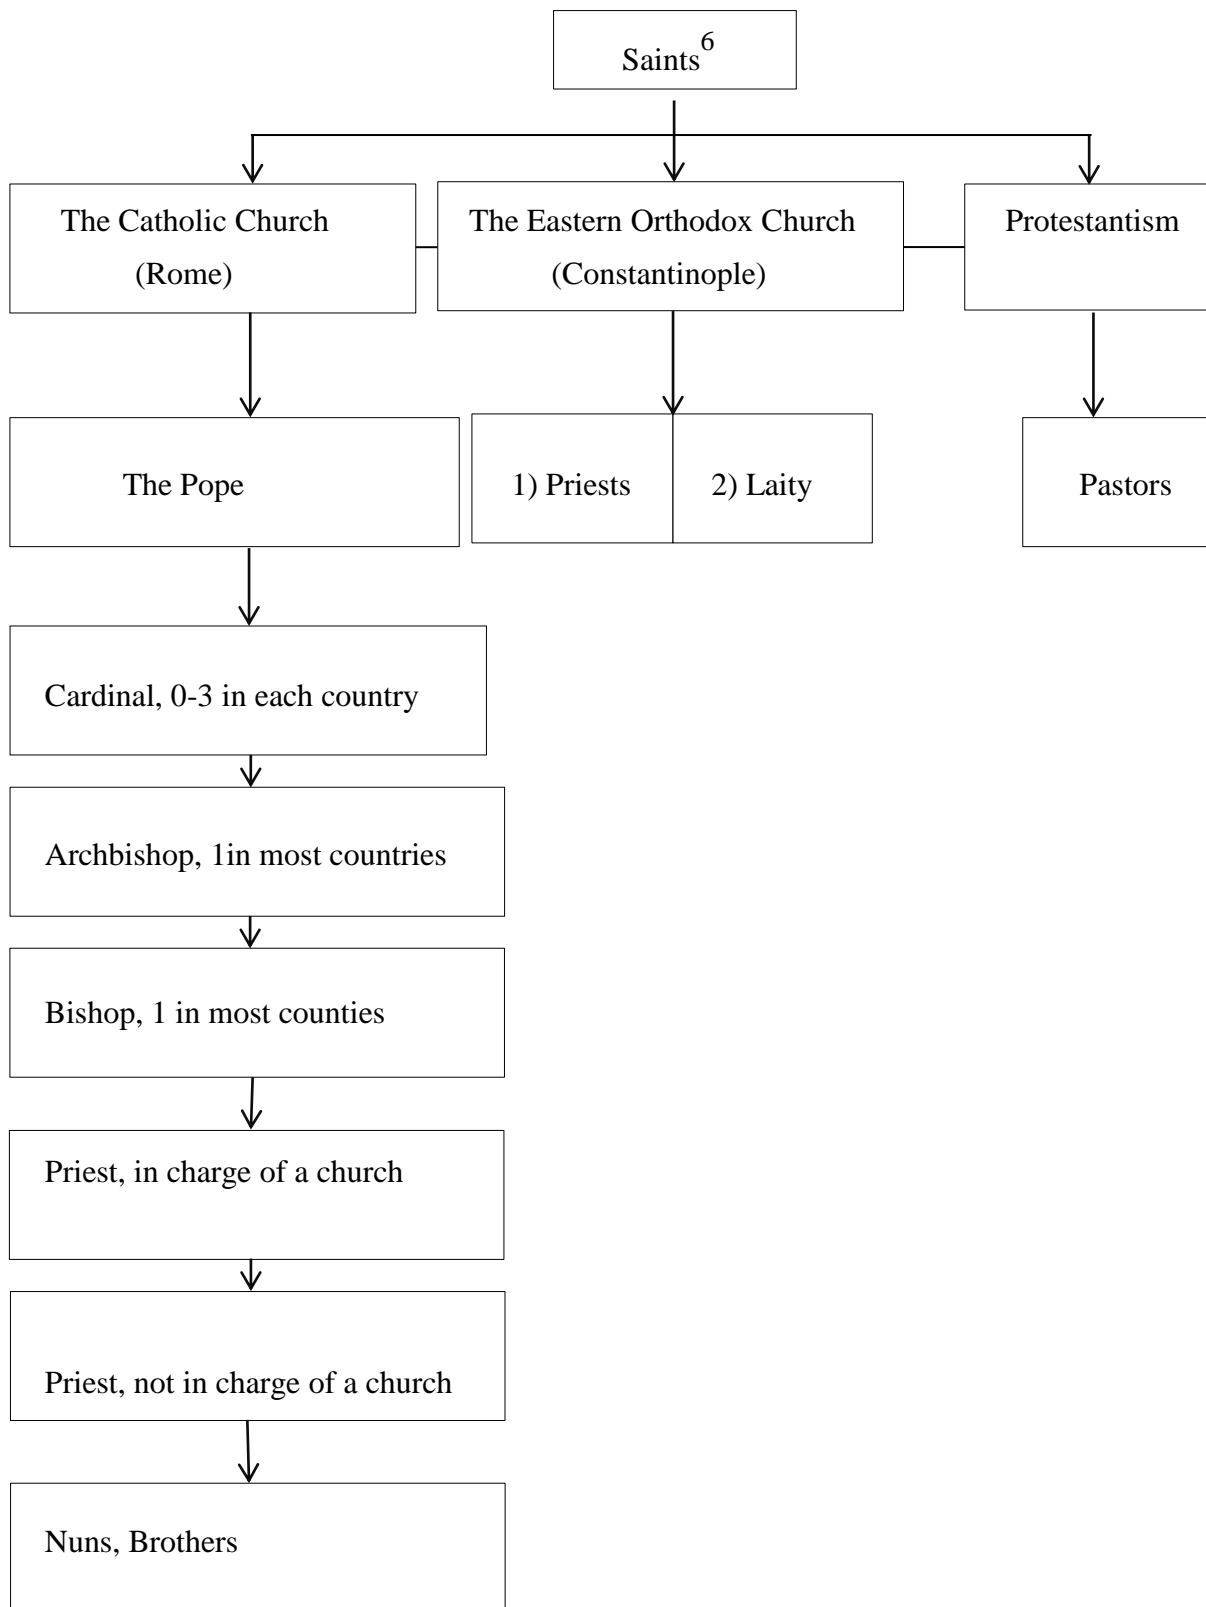 Saints⁶
The Catholic Church
(Rome)
The Eastern Orthodox Church
(Constantinople)
Protestantism
The Pope
1) Priests
2) Laity
Pastors
Cardinal, 0-3 in each country
Archbishop, 1in most countries
Bishop, 1 in most counties
Priest, in charge of a church
Priest, not in charge of a church
Nuns, Brothers